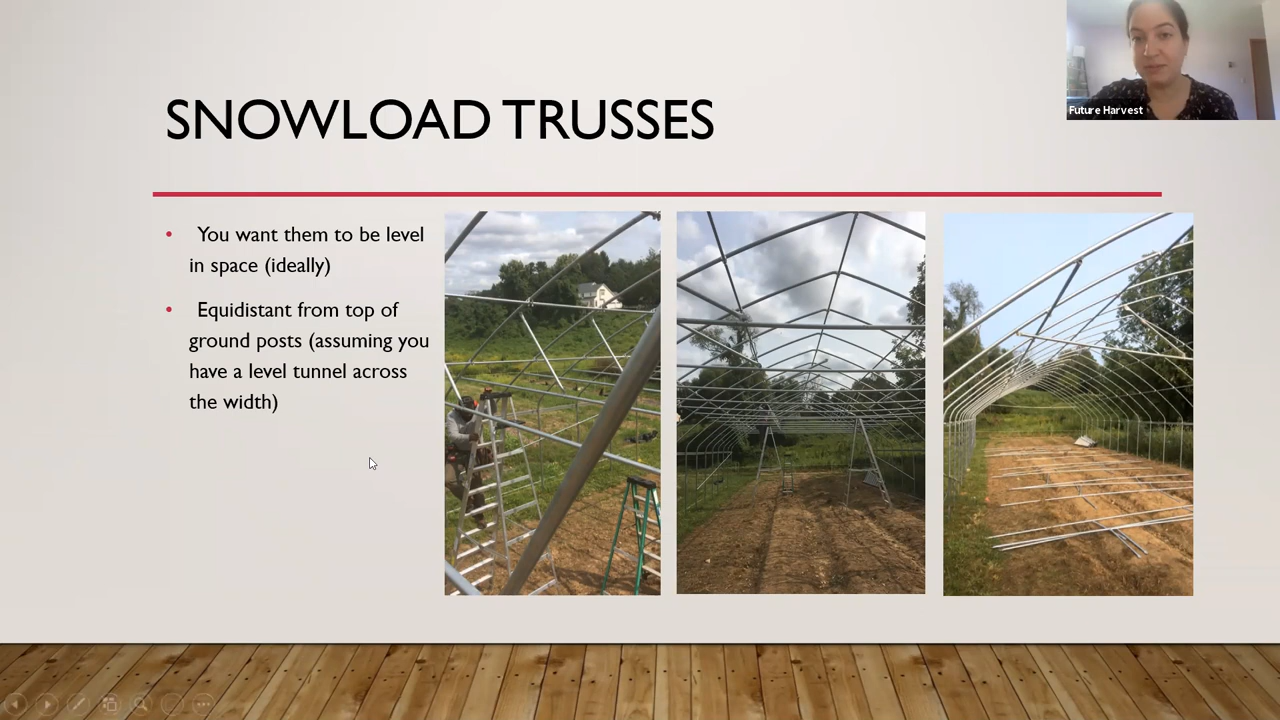 Future Harvest
SNOWLOAD TRUSSES
• You want them to be level
in space (ideally)
• Equidistant from top of
ground posts (assuming you
have a level tunnel across
the width)